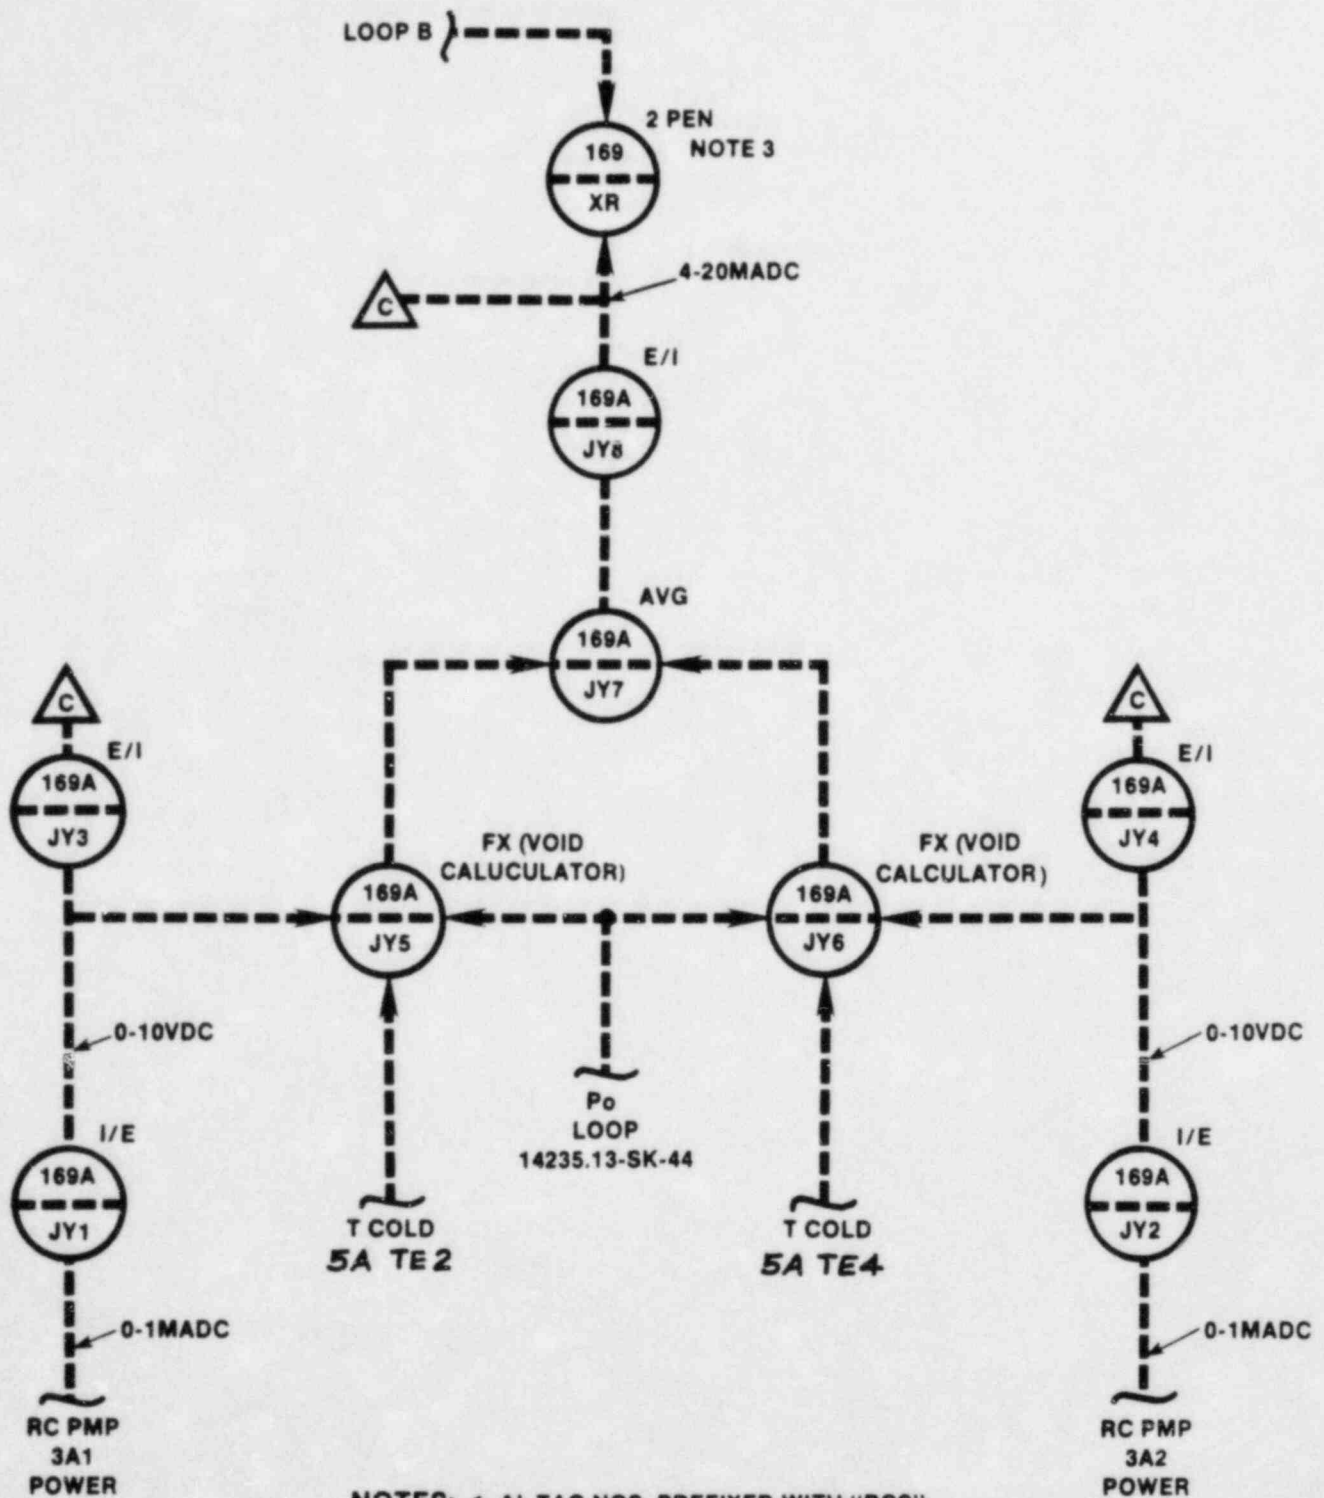 LOOP B
2 PEN
NOTE 3
169
XR
4-20MADC
C
E/I
169A
JY8
AVG
169A
JY7
C
E/I
169A
JY3
C
E/I
169A
JY4
FX (VOID
CALUCULATOR)
169A
JY5
FX (VOID
CALCULATOR)
169A
JY6
0-10VDC
0-10VDC
Po
LOOP
14235.13-SK-44
I/E
169A
JY1
T COLD
5A TE2
T COLD
5A TE4
I/E
169A
JY2
0-1MADC
0-1MADC
RC PMP
3A1
POWER
RC PMP
3A2
POWER